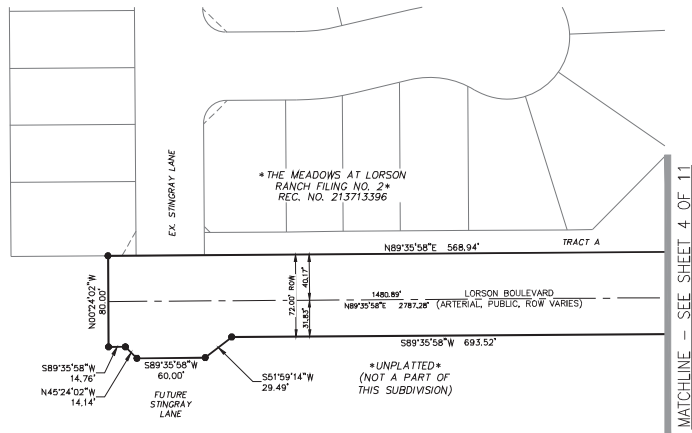 EX. STINGRAY LANE
*THE MEADOWS AT LORSON
RANCH FILING NO. 2*
REC. NO. 213713396
TRACT A
N89°35'58"E 568.94'
N00°24'02"W
80.00'
72.00' ROW
40.17'
31.83'
1480.89'
N89°35'58"E 2787.28'
LORSON BOULEVARD
(ARTERIAL, PUBLIC, ROW VARIES)
S89°35'58"W 693.52'
S89°35'58"W
14.76'
N45°24'02"W
14.14'
S89°35'58"W
60.00'
FUTURE
STINGRAY
LANE
S51°59'14"W
29.49'
*UNPLATTED*
(NOT A PART OF
THIS SUBDIVISION)
MATCHLINE - SEE SHEET 4 OF 11